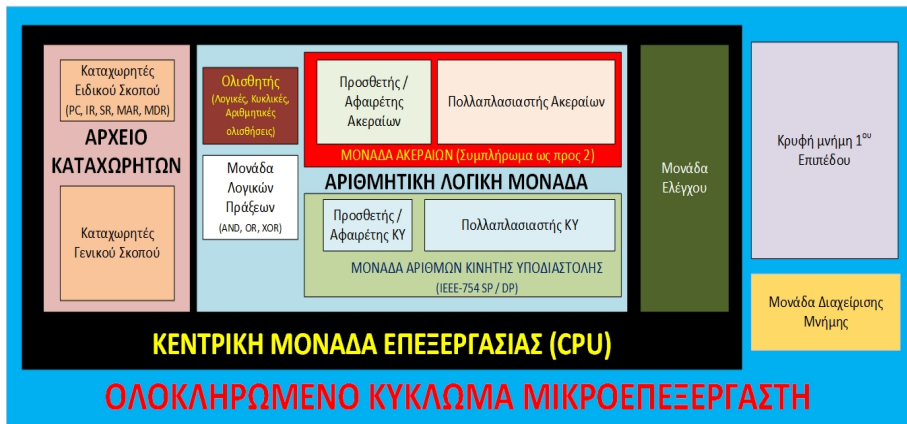 Καταχωρητές
Ειδικού Σκοπού
(PC, IR, SR, MAR, MDR)
ΑΡΧΕΙΟ
ΚΑΤΑΧΩΡΗΤΩΝ
Καταχωρητές
Γενικού Σκοπού
Ολισθητής
(Λογικές, Κυκλικές,
Αριθμητικές
ολισθήσεις)
Μονάδα
Λογικών
Πράξεων
(AND, OR, XOR)
Προσθετής /
Αφαιρέτης
Ακεραίων
Πολλαπλασιαστής Ακεραίων
ΜΟΝΑΔΑ ΑΚΕΡΑΙΩΝ (Συμπλήρωμα ως προς 2)
ΑΡΙΘΜΗΤΙΚΗ ΛΟΓΙΚΗ ΜΟΝΑΔΑ
Προσθετής /
Αφαιρέτης ΚΥ
Πολλαπλασιαστής ΚΥ
ΜΟΝΑΔΑ ΑΡΙΘΜΩΝ ΚΙΝΗΤΗΣ ΥΠΟΔΙΑΣΤΟΛΗΣ
(IEEE-754 SP / DP)
Μονάδα
Ελέγχου
Κρυφή μνήμη 1ου
Επιπέδου
Μονάδα Διαχείρισης
Μνήμης
ΚΕΝΤΡΙΚΗ ΜΟΝΑΔΑ ΕΠΕΞΕΡΓΑΣΙΑΣ (CPU)
ΟΛΟΚΛΗΡΩΜΕΝΟ ΚΥΚΛΩΜΑ ΜΙΚΡΟΕΠΕΞΕΡΓΑΣΤΗ